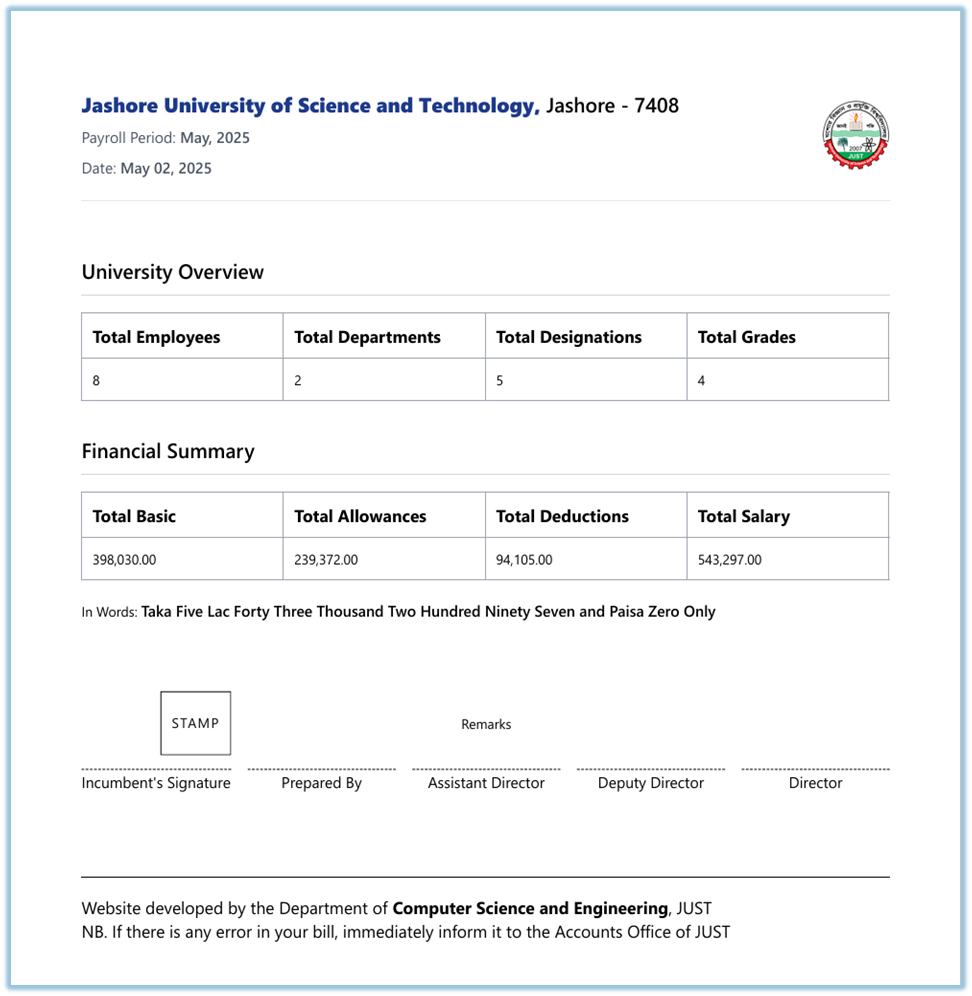 Jashore University of Science and Technology, Jashore - 7408
Payroll Period: May, 2025
Date: May 02, 2025
2007
JUST
University Overview
Total Employees Total Departments Total Designations Total Grades
8 2 5 4
Financial Summary
Total Basic Total Allowances Total Deductions Total Salary
398,030.00 239,372.00 94,105.00 543,297.00
In Words: Taka Five Lac Forty Three Thousand Two Hundred Ninety Seven and Paisa Zero Only
STAMP
Remarks
Incumbent's Signature Prepared By Assistant Director Deputy Director Director
Website developed by the Department of Computer Science and Engineering, JUST
NB. If there is any error in your bill, immediately inform it to the Accounts Office of JUST